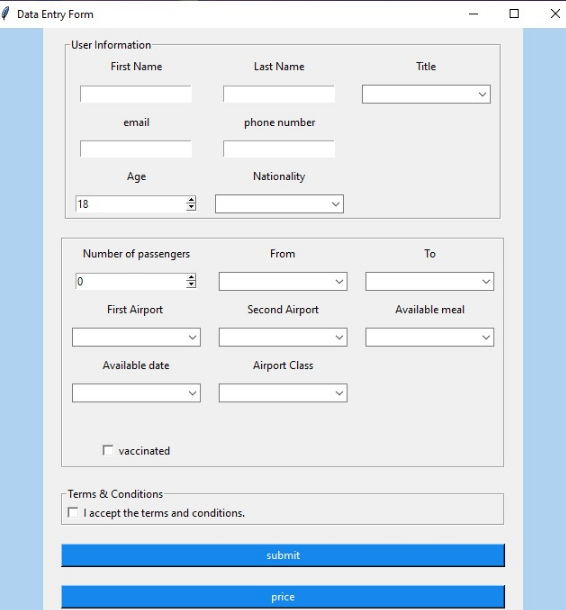 Data Entry Form
User Information
First Name Last Name Title
email phone number
Age Nationality
18
Number of passengers From To
0
First Airport Second Airport Available meal
Available date Airport Class
vaccinated
Terms & Conditions
I accept the terms and conditions.
submit
price